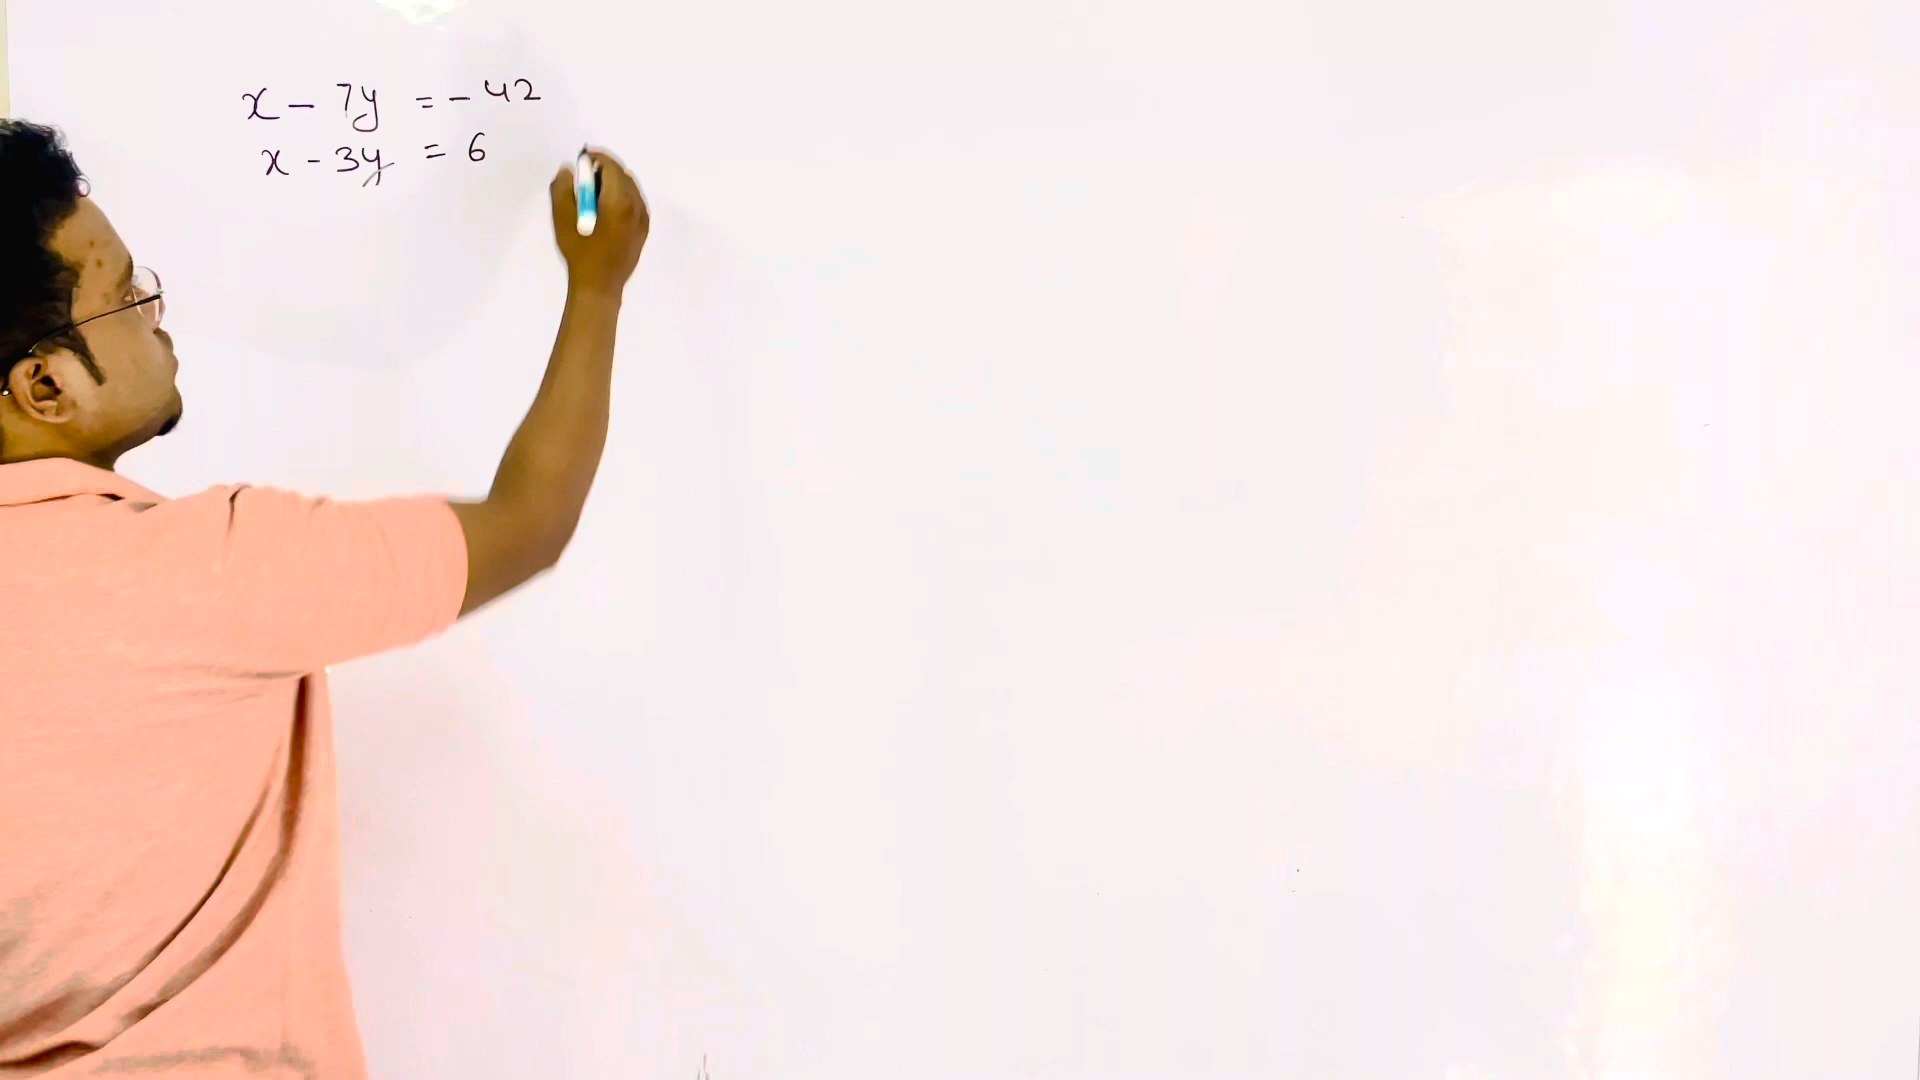 x - 7y = - 42
x - 3y = 6